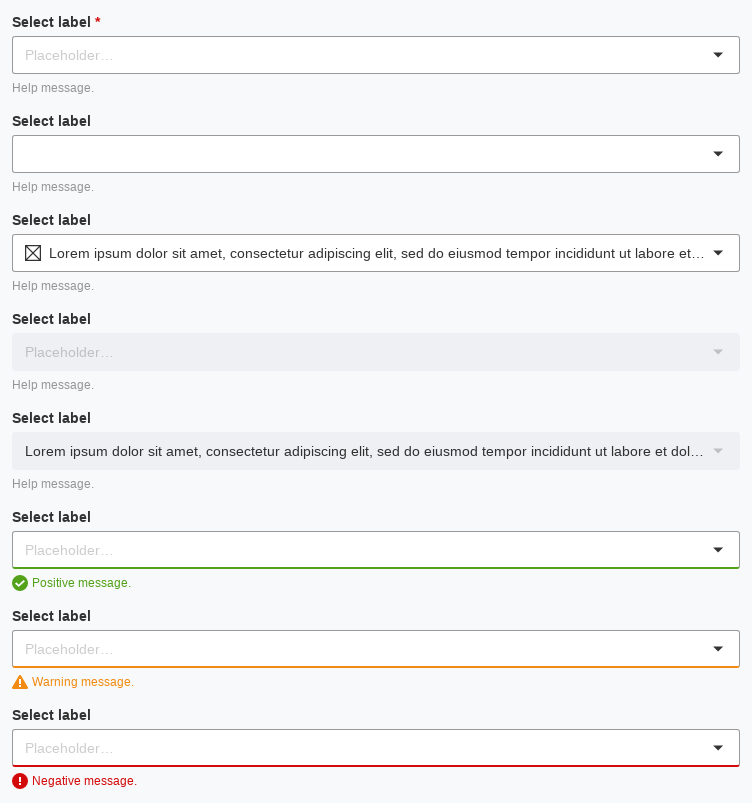 Select label *
Placeholder…
Help message.
Select label
Help message.
Select label
Lorem ipsum dolor sit amet, consectetur adipiscing elit, sed do eiusmod tempor incididunt ut labore et…
Help message.
Select label
Placeholder…
Help message.
Select label
Lorem ipsum dolor sit amet, consectetur adipiscing elit, sed do eiusmod tempor incididunt ut labore et dol…
Help message.
Select label
Placeholder…
Positive message.
Select label
Placeholder…
Warning message.
Select label
Placeholder…
Negative message.